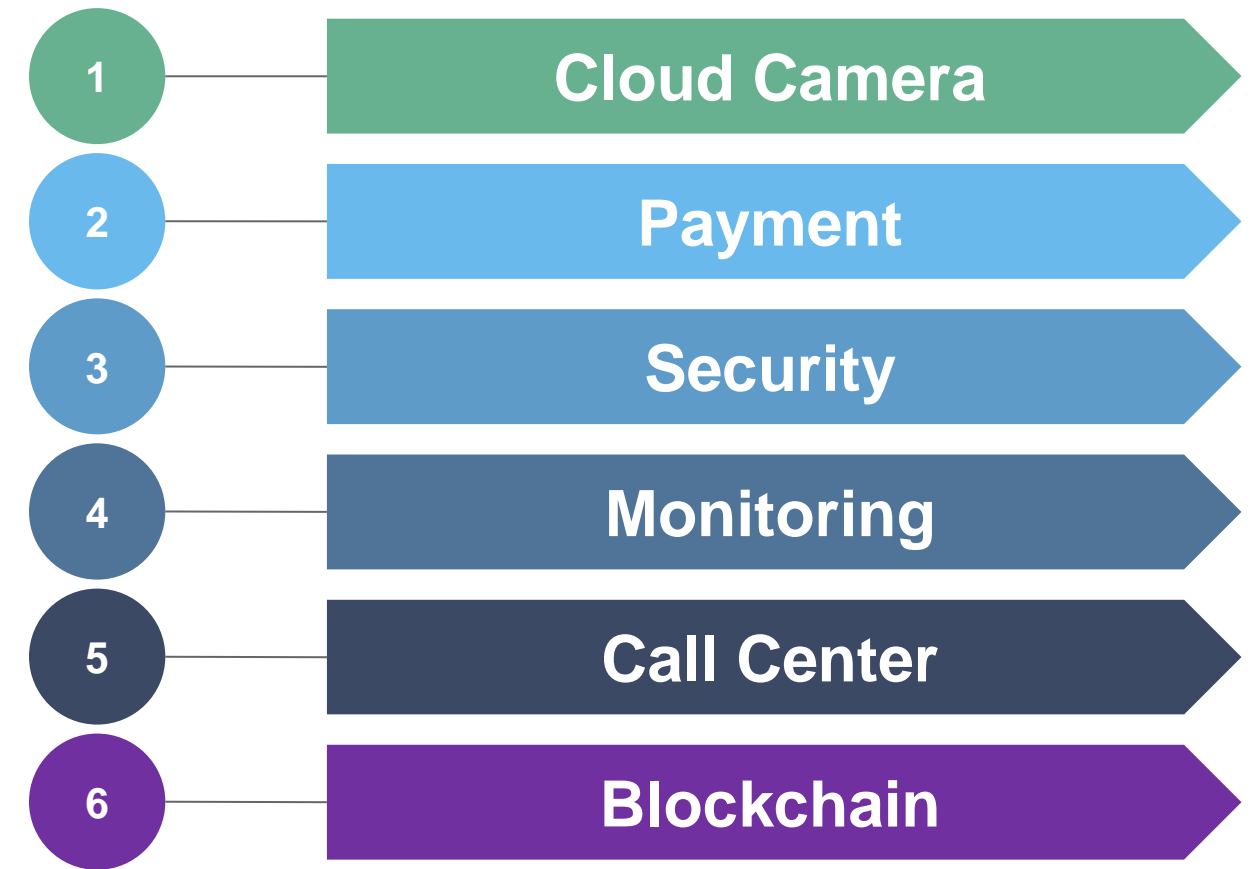 1 Cloud Camera
2 Payment
3 Security
4 Monitoring
5 Call Center
6 Blockchain